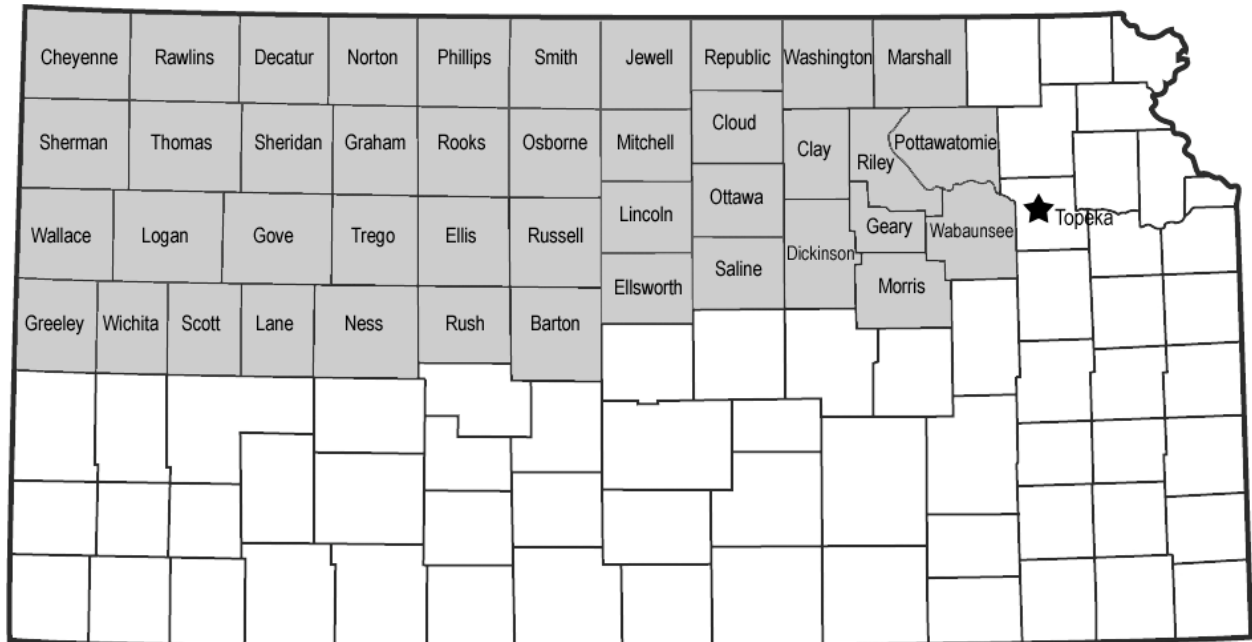 Cheyenne
Rawlins
Decatur
Norton
Phillips
Smith
Jewell
Republic
Washington
Marshall
Sherman
Thomas
Sheridan
Graham
Rooks
Osborne
Mitchell
Cloud
Clay
Riley
Pottawatomie
Wallace
Logan
Gove
Trego
Ellis
Russell
Lincoln
Ottawa
Dickinson
Geary
Wabaunsee
Topeka
Greeley
Wichita
Scott
Lane
Ness
Rush
Barton
Ellsworth
Saline
Morris